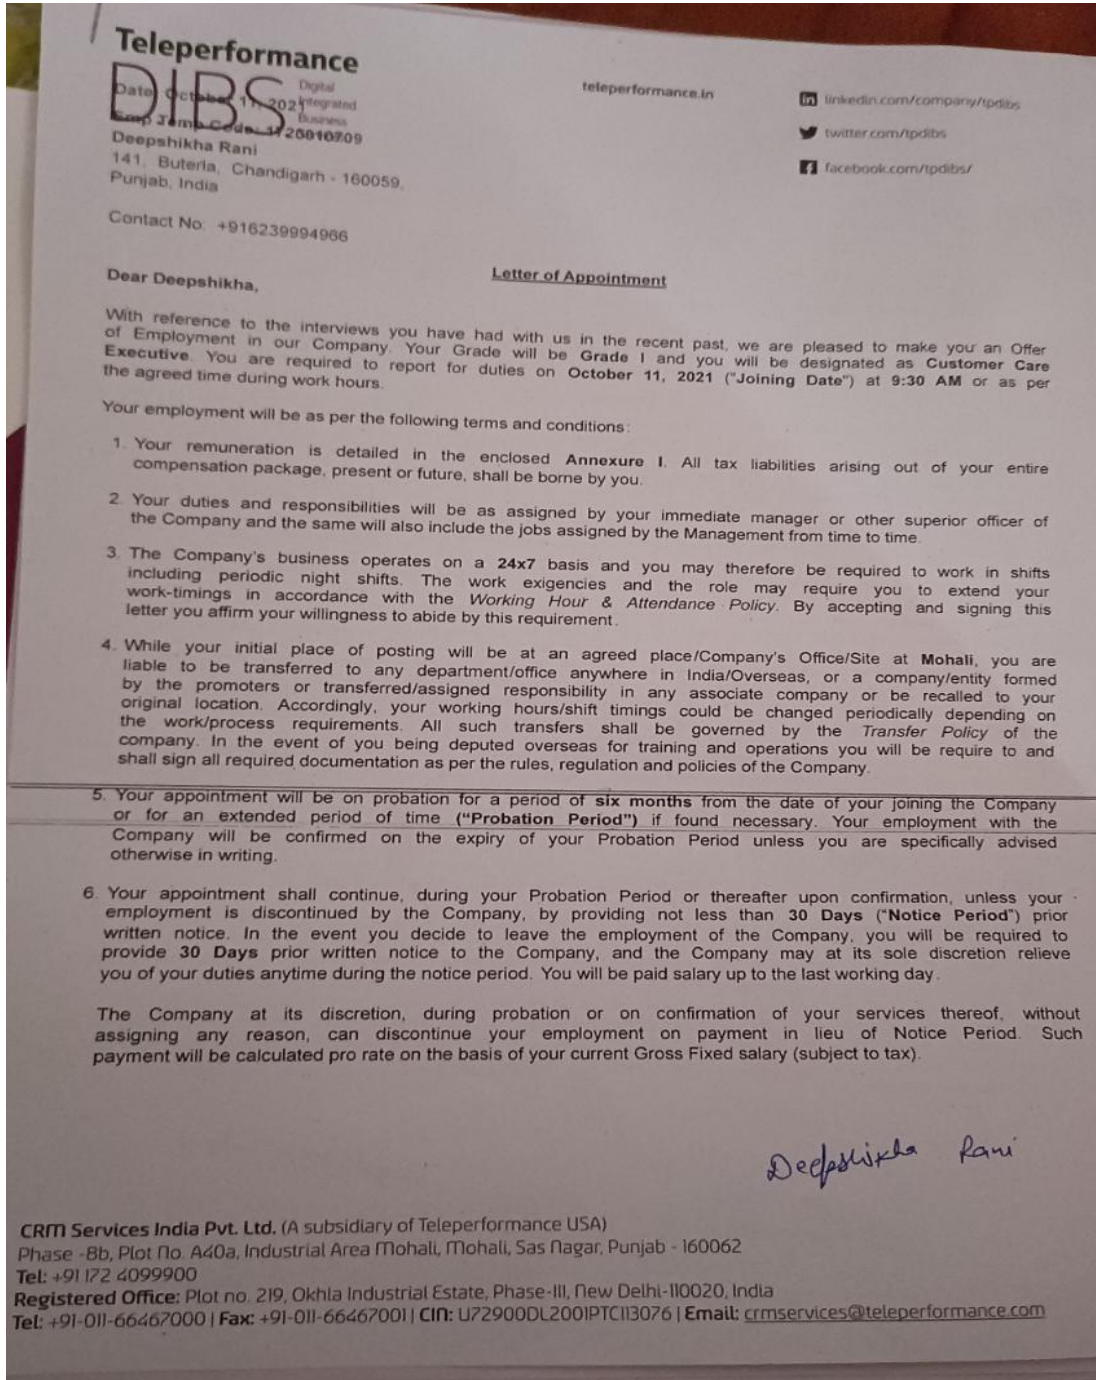 Teleperformance
DIBS
Digital
Integrated
Business
teleperformance.in
linkedin.com/company/tpdibs
twitter.com/tpdibs
facebook.com/tpdibs/
Date: October 11, 2021
Emp Temp Code:
Deepshikha Rani
141, Buterla, Chandigarh - 160059,
Punjab, India
Contact No: +916239994966
Letter of Appointment
Dear Deepshikha,
With reference to the interviews you have had with us in the recent past, we are pleased to make you an Offer
of Employment in our Company. Your Grade will be Grade I and you will be designated as Customer Care
Executive. You are required to report for duties on October 11, 2021 ("Joining Date") at 9:30 AM or as per
the agreed time during work hours.
Your employment will be as per the following terms and conditions:
1. Your remuneration is detailed in the enclosed Annexure I. All tax liabilities arising out of your entire
compensation package, present or future, shall be borne by you.
2. Your duties and responsibilities will be as assigned by your immediate manager or other superior officer of
the Company and the same will also include the jobs assigned by the Management from time to time.
3. The Company's business operates on a 24x7 basis and you may therefore be required to work in shifts
including periodic night shifts. The work exigencies and the role may require you to extend your
work-timings in accordance with the Working Hour & Attendance Policy. By accepting and signing this
letter you affirm your willingness to abide by this requirement.
4. While your initial place of posting will be at an agreed place/Company's Office/Site at Mohali, you are
liable to be transferred to any department/office anywhere in India/Overseas, or a company/entity formed
by the promoters or transferred/assigned responsibility in any associate company or be recalled to your
original location. Accordingly, your working hours/shift timings could be changed periodically depending on
the work/process requirements. All such transfers shall be governed by the Transfer Policy of the
company. In the event of you being deputed overseas for training and operations you will be require to and
shall sign all required documentation as per the rules, regulation and policies of the Company.
5. Your appointment will be on probation for a period of six months from the date of your joining the Company
or for an extended period of time ("Probation Period") if found necessary. Your employment with the
Company will be confirmed on the expiry of your Probation Period unless you are specifically advised
otherwise in writing.
6. Your appointment shall continue, during your Probation Period or thereafter upon confirmation, unless your
employment is discontinued by the Company, by providing not less than 30 Days ("Notice Period") prior
written notice. In the event you decide to leave the employment of the Company, you will be required to
provide 30 Days prior written notice to the Company, and the Company may at its sole discretion relieve
you of your duties anytime during the notice period. You will be paid salary up to the last working day.
The Company at its discretion, during probation or on confirmation of your services thereof, without
assigning any reason, can discontinue your employment on payment in lieu of Notice Period. Such
payment will be calculated pro rate on the basis of your current Gross Fixed salary (subject to tax).
Deepshikha Rani
CRM Services India Pvt. Ltd. (A subsidiary of Teleperformance USA)
Phase -8b, Plot No. A40a, Industrial Area Mohali, Mohali, Sas Nagar, Punjab - 160062
Tel: +91 172 4099900
Registered Office: Plot no. 219, Okhla Industrial Estate, Phase-III, New Delhi-110020, India
Tel: +91-011-66467000 | Fax: +91-011-66467001 | CIN: U72900DL2001PTC113076 | Email: crmservices@teleperformance.com